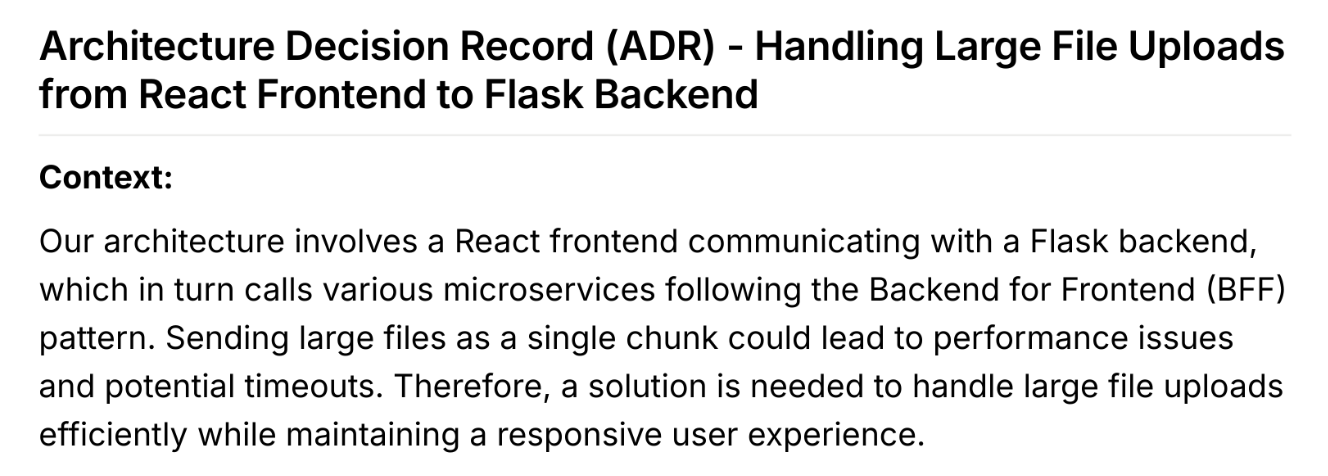 Architecture Decision Record (ADR) - Handling Large File Uploads
from React Frontend to Flask Backend
Context:
Our architecture involves a React frontend communicating with a Flask backend,
which in turn calls various microservices following the Backend for Frontend (BFF)
pattern. Sending large files as a single chunk could lead to performance issues
and potential timeouts. Therefore, a solution is needed to handle large file uploads
efficiently while maintaining a responsive user experience.